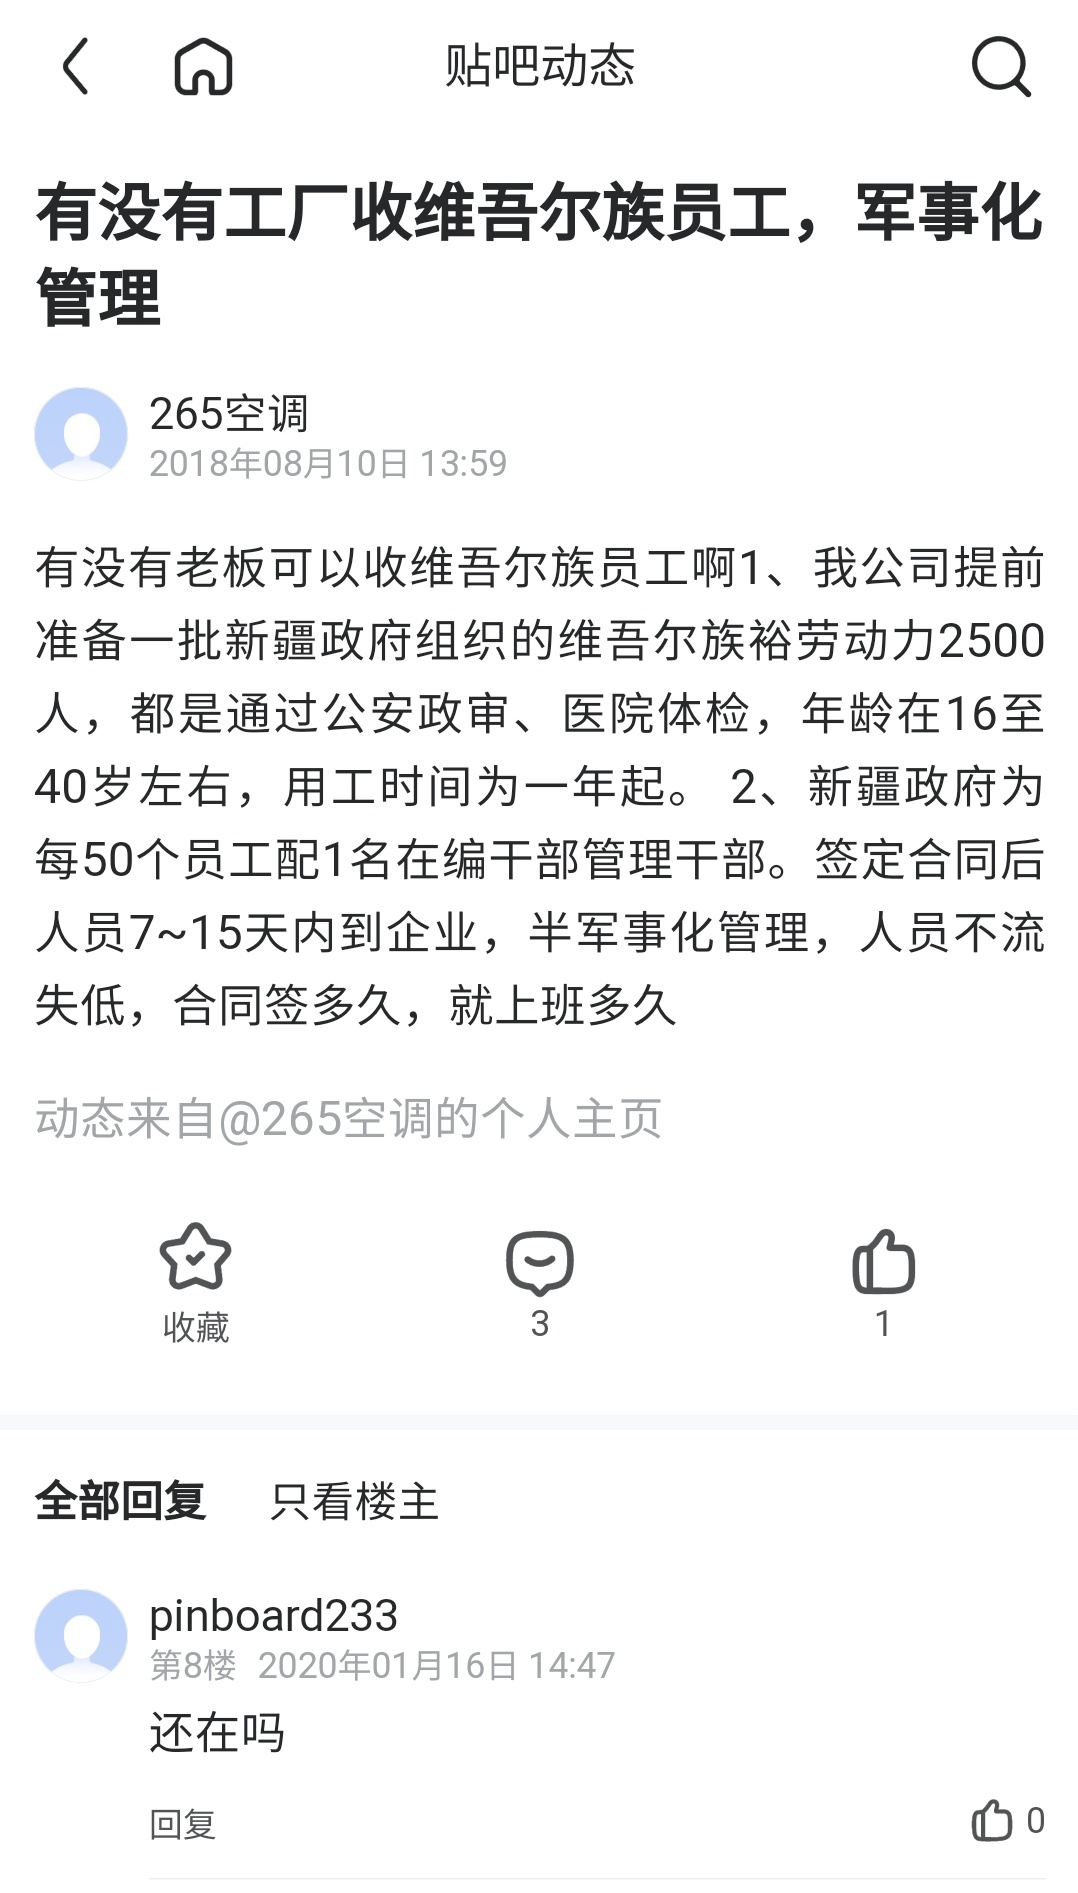 贴吧动态
有没有工厂收维吾尔族员工，军事化
管理
265空调
2018年08月10日 13:59
有没有老板可以收维吾尔族员工啊1、我公司提前
准备一批新疆政府组织的维吾尔族裕劳动力2500
人，都是通过公安政审、医院体检，年龄在16至
40岁左右，用工时间为一年起。 2、新疆政府为
每50个员工配1名在编干部管理干部。签定合同后
人员7~15天内到企业，半军事化管理，人员不流
失低，合同签多久，就上班多久
动态来自@265空调的个人主页
收藏
3
1
全部回复 只看楼主
pinboard233
第8楼 2020年01月16日 14:47
还在吗
回复
0